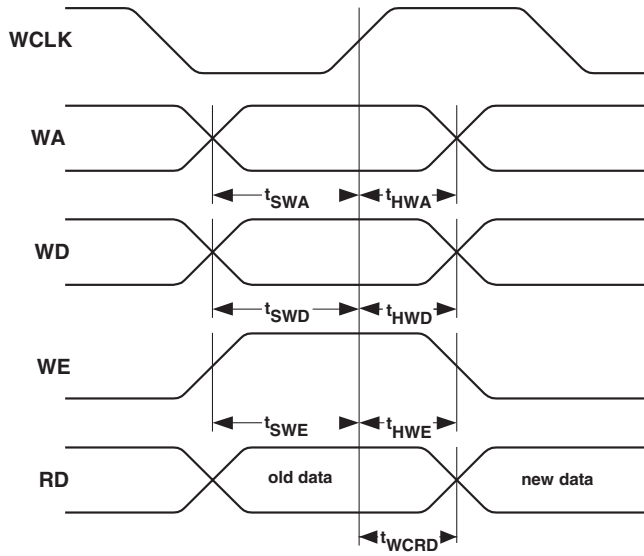 WCLK
WA
tSWA tHWA
WD
tSWD tHWD
WE
tSWE tHWE
RD old data new data
tWCRD